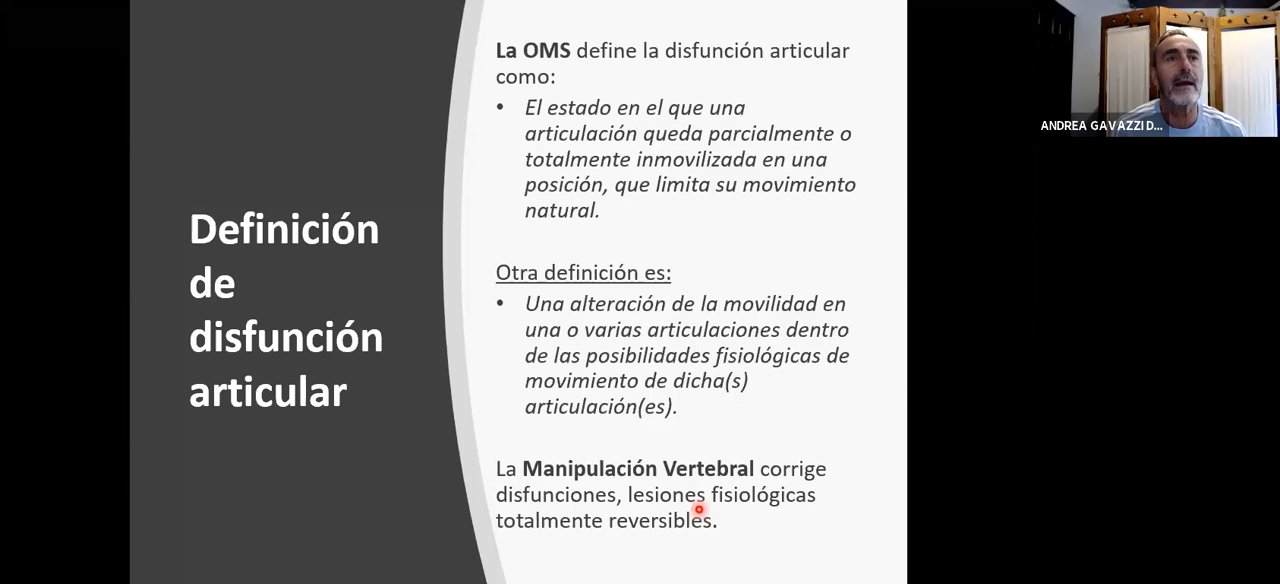 Definición
de
disfunción
articular
La OMS define la disfunción articular
como:
• El estado en el que una
articulación queda parcialmente o
totalmente inmovilizada en una
posición, que limita su movimiento
natural.
Otra definición es:
• Una alteración de la movilidad en
una o varias articulaciones dentro
de las posibilidades fisiológicas de
movimiento de dicha(s)
articulación(es).
La Manipulación Vertebral corrige
disfunciones, lesiones fisiológicas
totalmente reversibles.
ANDREA GAVAZZI D...